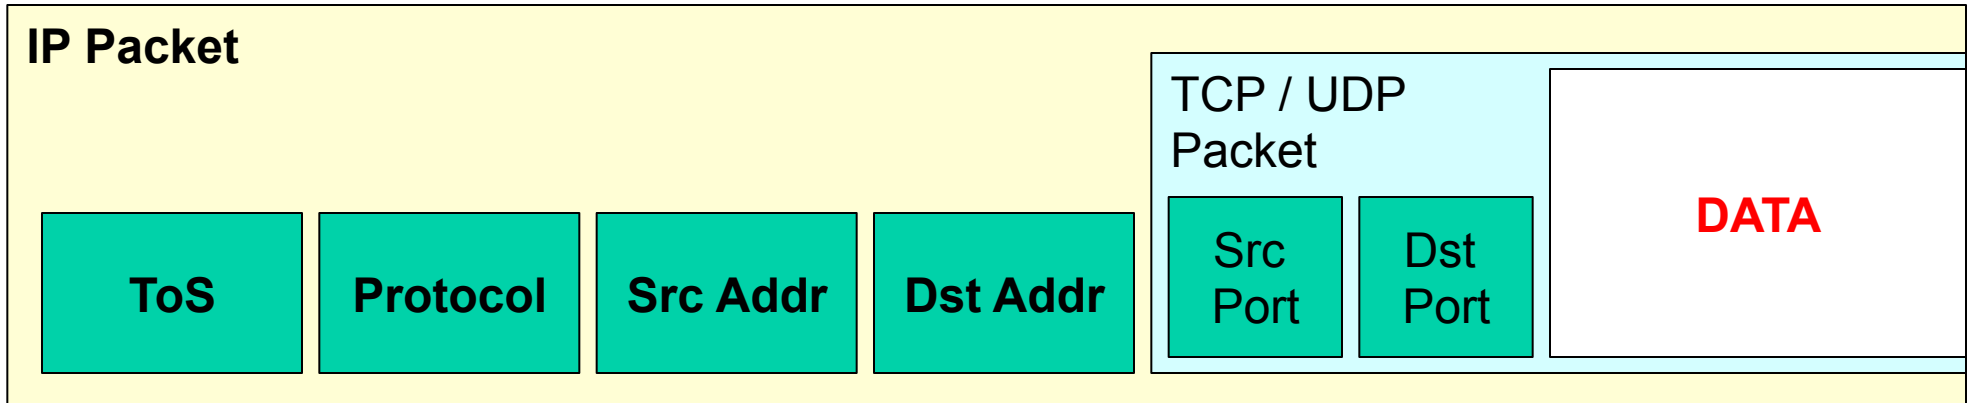 IP Packet
TCP / UDP
Packet
ToS
Protocol
Src Addr
Dst Addr
Src
Port
Dst
Port
DATA